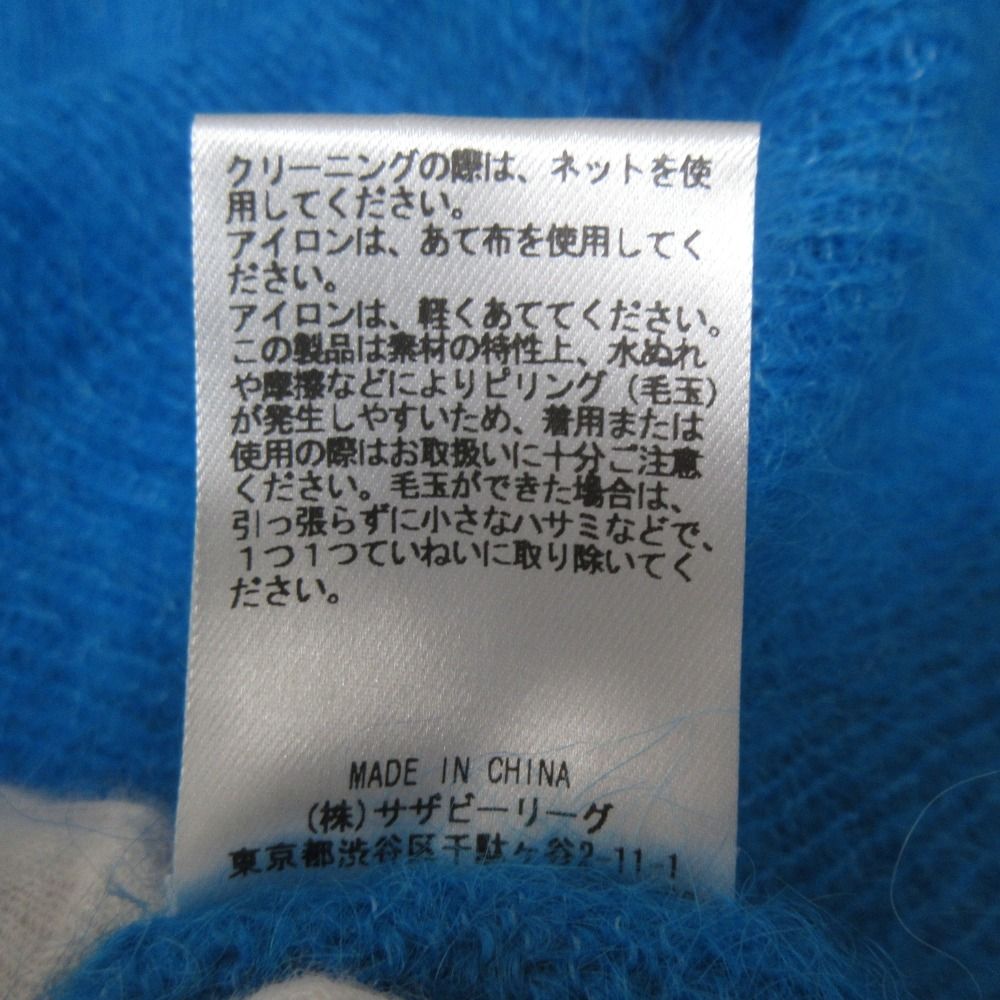 クリーニングの際は、ネットを使
用してください。
アイロンは、あて布を使用してく
ださい。
アイロンは、軽くあててください。
この製品は素材の特性上、水ぬれ
や摩擦などによりピリング(毛玉)
が発生しやすいため、着用または
使用の際はお取扱いに十分ご注意
ください。毛玉ができた場合は、
引っ張らずに小さなハサミなどで、
1つ1つていねいに取り除いてく
ださい。
MADE IN CHINA
(株)サザビーリーグ
東京都渋谷区千駄ケ谷2-11-1